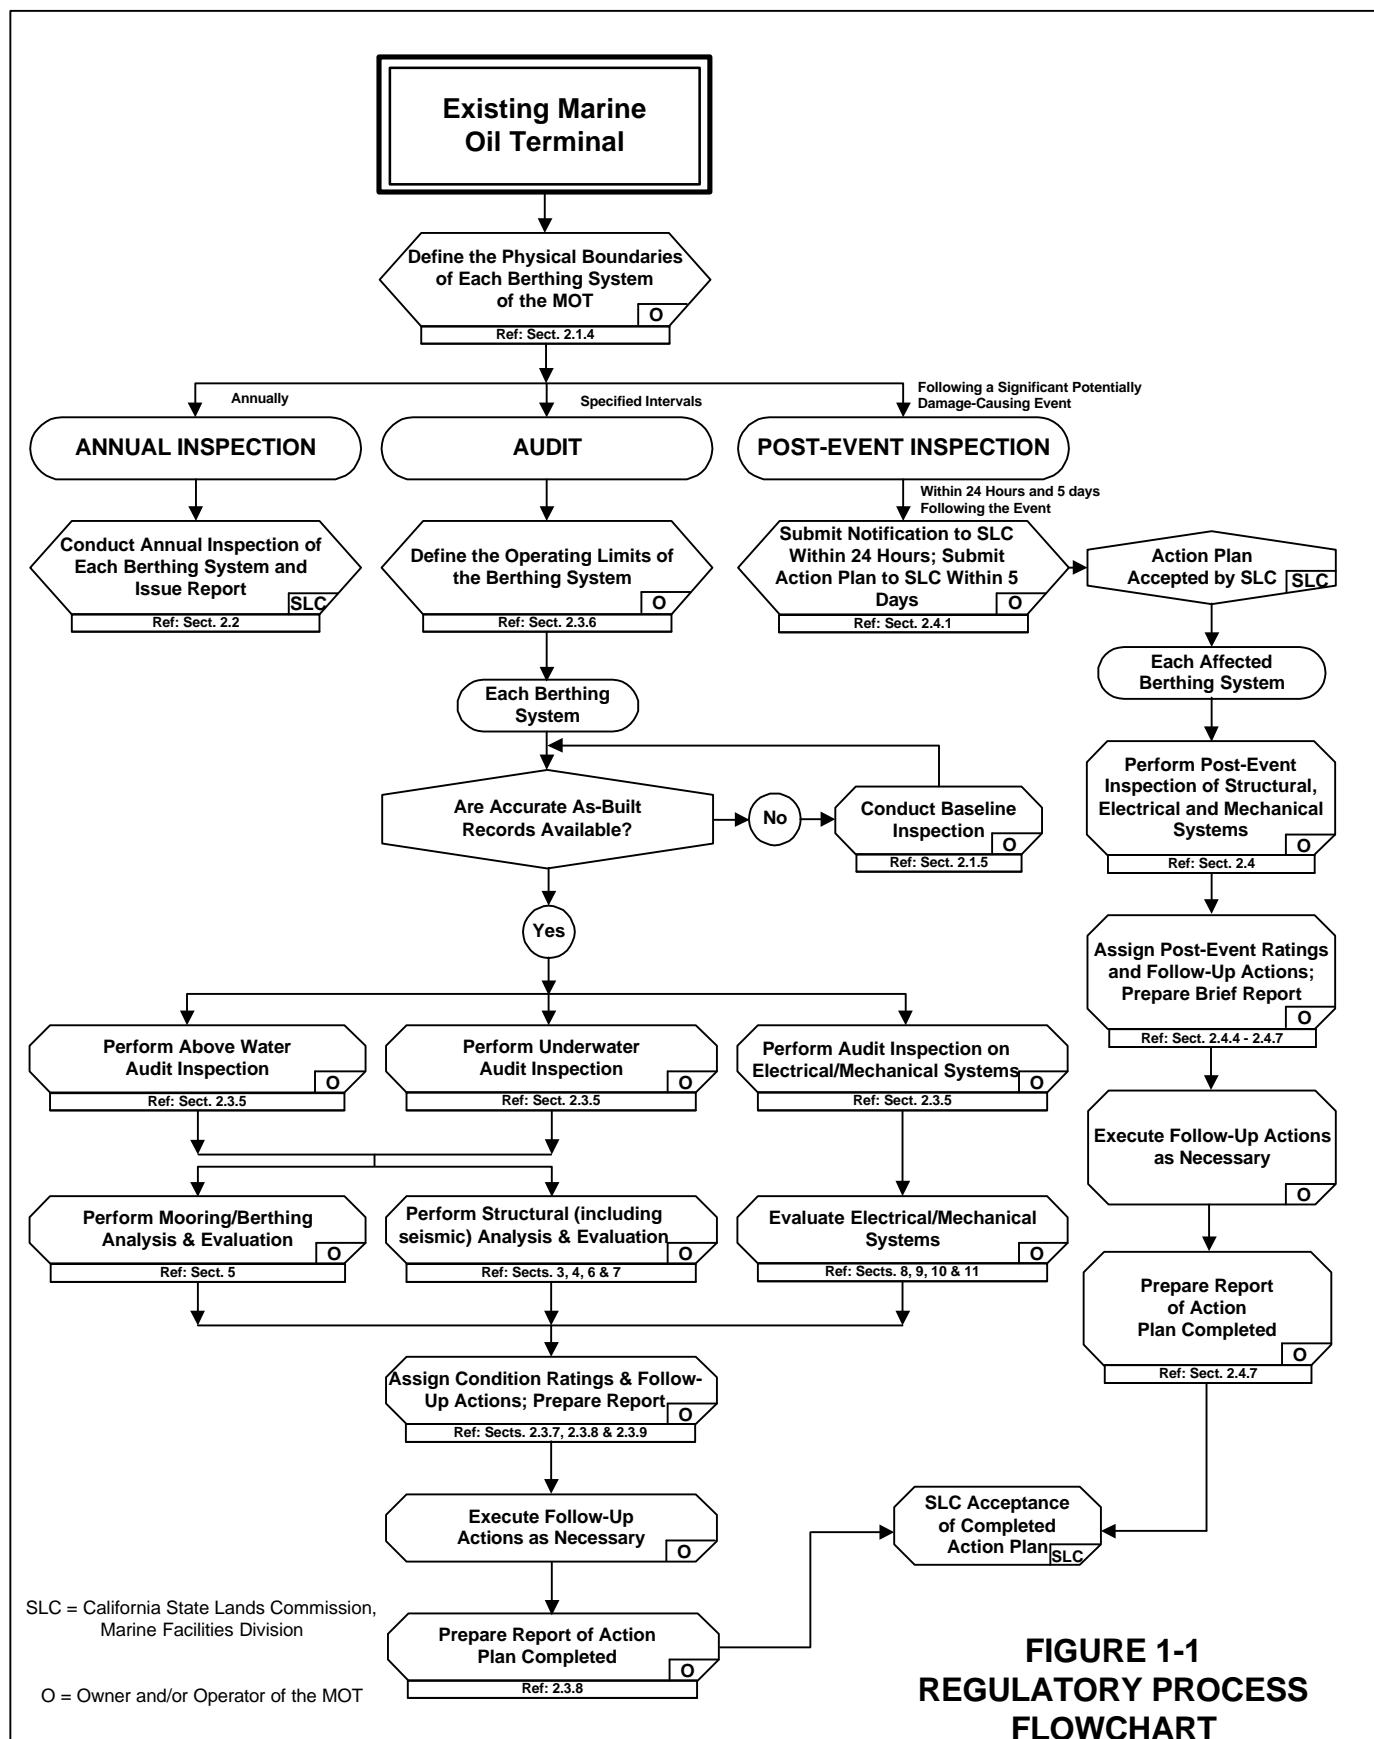 Existing Marine
Oil Terminal
Define the Physical Boundaries
of Each Berthing System
of the MOT
O
Ref: Sect. 2.1.4
Annually
Specified Intervals
Following a Significant Potentially
Damage-Causing Event
ANNUAL INSPECTION
AUDIT
POST-EVENT INSPECTION
Within 24 Hours and 5 days
Following the Event
Conduct Annual Inspection of
Each Berthing System and
Issue Report
SLC
Ref: Sect. 2.2
Define the Operating Limits of
the Berthing System
O
Ref: Sect. 2.3.6
Submit Notification to SLC
Within 24 Hours; Submit
Action Plan to SLC Within 5
Days
O
Ref: Sect. 2.4.1
Action Plan
Accepted by SLC
SLC
Each Berthing
System
Each Affected
Berthing System
Are Accurate As-Built
Records Available?
No
Conduct Baseline
Inspection
O
Ref: Sect. 2.1.5
Perform Post-Event
Inspection of Structural,
Electrical and Mechanical
Systems
O
Ref: Sect. 2.4
Yes
Assign Post-Event Ratings
and Follow-Up Actions;
Prepare Brief Report
O
Ref: Sect. 2.4.4 - 2.4.7
Perform Above Water
Audit Inspection
O
Ref: Sect. 2.3.5
Perform Underwater
Audit Inspection
O
Ref: Sect. 2.3.5
Perform Audit Inspection on
Electrical/Mechanical Systems
O
Ref: Sect. 2.3.5
Execute Follow-Up Actions
as Necessary
O
Perform Mooring/Berthing
Analysis & Evaluation
O
Ref: Sect. 5
Perform Structural (including
seismic) Analysis & Evaluation
O
Ref: Sects. 3, 4, 6 & 7
Evaluate Electrical/Mechanical
Systems
O
Ref: Sects. 8, 9, 10 & 11
Prepare Report
of Action
Plan Completed
O
Ref: Sect. 2.4.7
Assign Condition Ratings & Follow-
Up Actions; Prepare Report
O
Ref: Sects. 2.3.7, 2.3.8 & 2.3.9
Execute Follow-Up
Actions as Necessary
O
SLC Acceptance
of Completed
Action Plan
SLC
Prepare Report of Action
Plan Completed
O
Ref: 2.3.8
SLC = California State Lands Commission,
Marine Facilities Division
O = Owner and/or Operator of the MOT
FIGURE 1-1
REGULATORY PROCESS
FLOWCHART